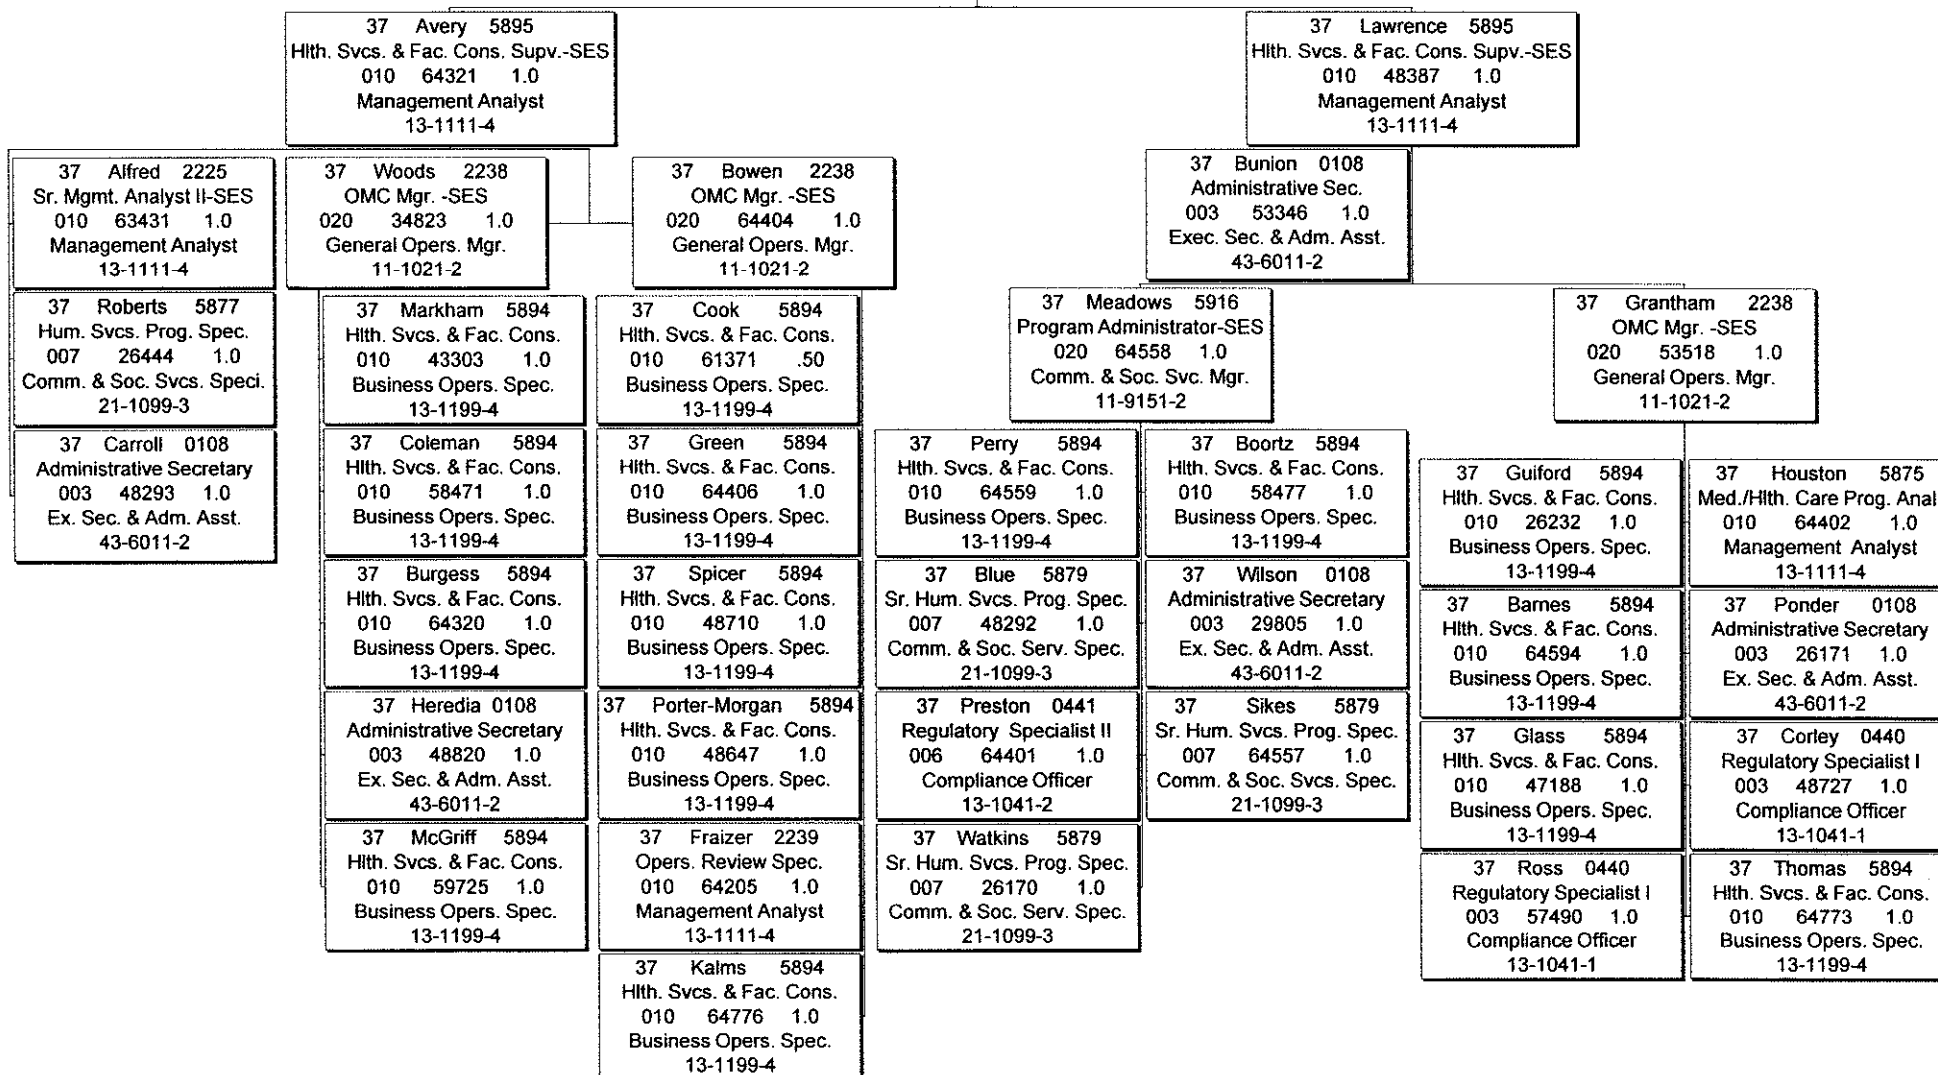 37 Avery 5895
Hlth. Svcs. & Fac. Cons. Supv.-SES
010 64321 1.0
Management Analyst
13-1111-4
37 Lawrence 5895
Hlth. Svcs. & Fac. Cons. Supv.-SES
010 48387 1.0
Management Analyst
13-1111-4
37 Alfred 2225
Sr. Mgmt. Analyst II-SES
010 63431 1.0
Management Analyst
13-1111-4
37 Woods 2238
OMC Mgr. -SES
020 34823 1.0
General Opers. Mgr.
11-1021-2
37 Bowen 2238
OMC Mgr. -SES
020 64404 1.0
General Opers. Mgr.
11-1021-2
37 Bunion 0108
Administrative Sec.
003 53346 1.0
Exec. Sec. & Adm. Asst.
43-6011-2
37 Roberts 5877
Hum. Svcs. Prog. Spec.
007 26444 1.0
Comm. & Soc. Svcs. Speci.
21-1099-3
37 Carroll 0108
Administrative Secretary
003 48293 1.0
Ex. Sec. & Adm. Asst.
43-6011-2
37 Markham 5894
Hlth. Svcs. & Fac. Cons.
010 43303 1.0
Business Opers. Spec.
13-1199-4
37 Coleman 5894
Hlth. Svcs. & Fac. Cons.
010 58471 1.0
Business Opers. Spec.
13-1199-4
37 Burgess 5894
Hlth. Svcs. & Fac. Cons.
010 64320 1.0
Business Opers. Spec.
13-1199-4
37 Heredia 0108
Administrative Secretary
003 48820 1.0
Ex. Sec. & Adm. Asst.
43-6011-2
37 McGriff 5894
Hlth. Svcs. & Fac. Cons.
010 59725 1.0
Business Opers. Spec.
13-1199-4
37 Cook 5894
Hlth. Svcs. & Fac. Cons.
010 61371 .50
Business Opers. Spec.
13-1199-4
37 Green 5894
Hlth. Svcs. & Fac. Cons.
010 64406 1.0
Business Opers. Spec.
13-1199-4
37 Spicer 5894
Hlth. Svcs. & Fac. Cons.
010 48710 1.0
Business Opers. Spec.
13-1199-4
37 Porter-Morgan 5894
Hlth. Svcs. & Fac. Cons.
010 48647 1.0
Business Opers. Spec.
13-1199-4
37 Fraizer 2239
Opers. Review Spec.
010 64205 1.0
Management Analyst
13-1111-4
37 Kalms 5894
Hlth. Svcs. & Fac. Cons.
010 64776 1.0
Business Opers. Spec.
13-1199-4
37 Meadows 5916
Program Administrator-SES
020 64558 1.0
Comm. & Soc. Svc. Mgr.
11-9151-2
37 Grantham 2238
OMC Mgr. -SES
020 53518 1.0
General Opers. Mgr.
11-1021-2
37 Perry 5894
Hlth. Svcs. & Fac. Cons.
010 64559 1.0
Business Opers. Spec.
13-1199-4
37 Blue 5879
Sr. Hum. Svcs. Prog. Spec.
007 48292 1.0
Comm. & Soc. Serv. Spec.
21-1099-3
37 Preston 0441
Regulatory Specialist II
006 64401 1.0
Compliance Officer
13-1041-2
37 Watkins 5879
Sr. Hum. Svcs. Prog. Spec.
007 26170 1.0
Comm. & Soc. Serv. Spec.
21-1099-3
37 Boortz 5894
Hlth. Svcs. & Fac. Cons.
010 58477 1.0
Business Opers. Spec.
13-1199-4
37 Wilson 0108
Administrative Secretary
003 29805 1.0
Ex. Sec. & Adm. Asst.
43-6011-2
37 Sikes 5879
Sr. Hum. Svcs. Prog. Spec.
007 64557 1.0
Comm. & Soc. Svcs. Spec.
21-1099-3
37 Guiford 5894
Hlth. Svcs. & Fac. Cons.
010 26232 1.0
Business Opers. Spec.
13-1199-4
37 Barnes 5894
Hlth. Svcs. & Fac. Cons.
010 64594 1.0
Business Opers. Spec.
13-1199-4
37 Glass 5894
Hlth. Svcs. & Fac. Cons.
010 47188 1.0
Business Opers. Spec.
13-1199-4
37 Ross 0440
Regulatory Specialist I
003 57490 1.0
Compliance Officer
13-1041-1
37 Houston 5875
Med./Hlth. Care Prog. Anal
010 64402 1.0
Management Analyst
13-1111-4
37 Ponder 0108
Administrative Secretary
003 26171 1.0
Ex. Sec. & Adm. Asst.
43-6011-2
37 Corley 0440
Regulatory Specialist I
003 48727 1.0
Compliance Officer
13-1041-1
37 Thomas 5894
Hlth. Svcs. & Fac. Cons.
010 64773 1.0
Business Opers. Spec.
13-1199-4